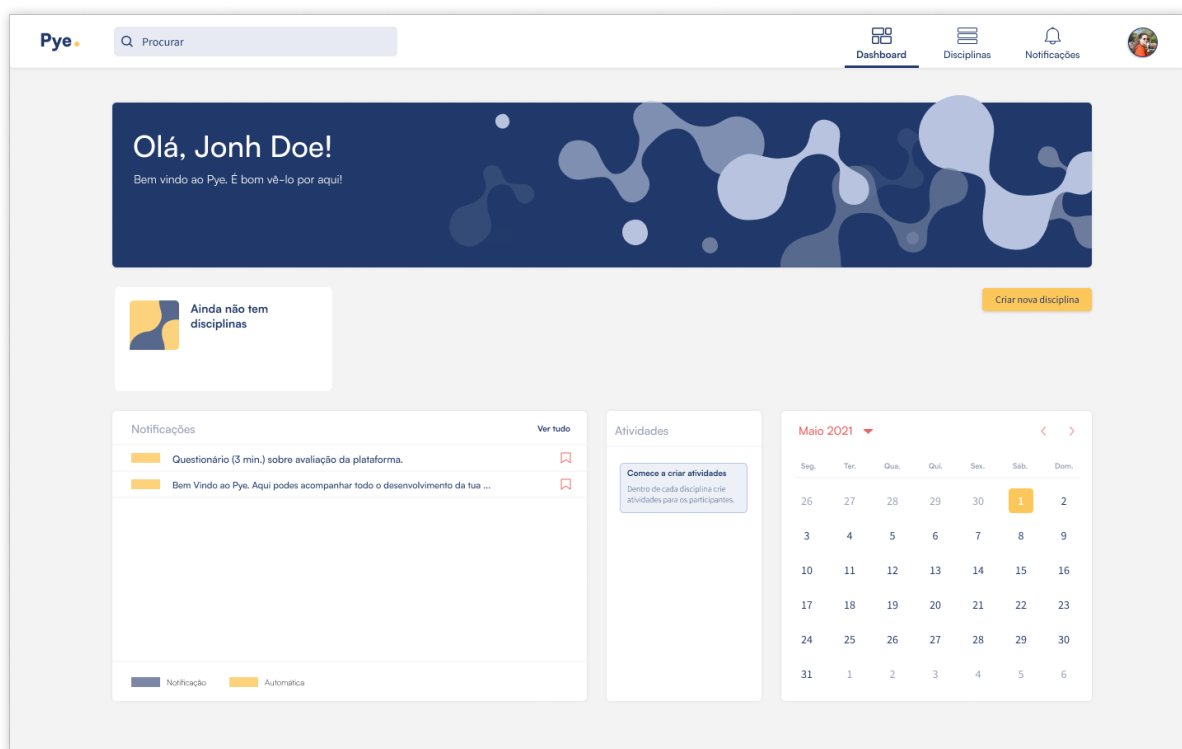 Pye.
Procurar
Dashboard
Disciplinas
Notificações
Olá, Jonh Doe!
Bem vindo ao Pye. É bom vê-lo por aqui!
Ainda não tem
disciplinas
Criar nova disciplina
Notificações
Ver tudo
Questionário (3 min.) sobre avaliação da plataforma.
Bem Vindo ao Pye. Aqui podes acompanhar todo o desenvolvimento da tua ...
Notificação
Automática
Atividades
Comece a criar atividades
Dentro de cada disciplina crie
atividades para os participantes.
Maio 2021
Seg. Ter. Qua. Qui. Sex. Sáb. Dom.
26 27 28 29 30 1 2
3 4 5 6 7 8 9
10 11 12 13 14 15 16
17 18 19 20 21 22 23
24 25 26 27 28 29 30
31 1 2 3 4 5 6